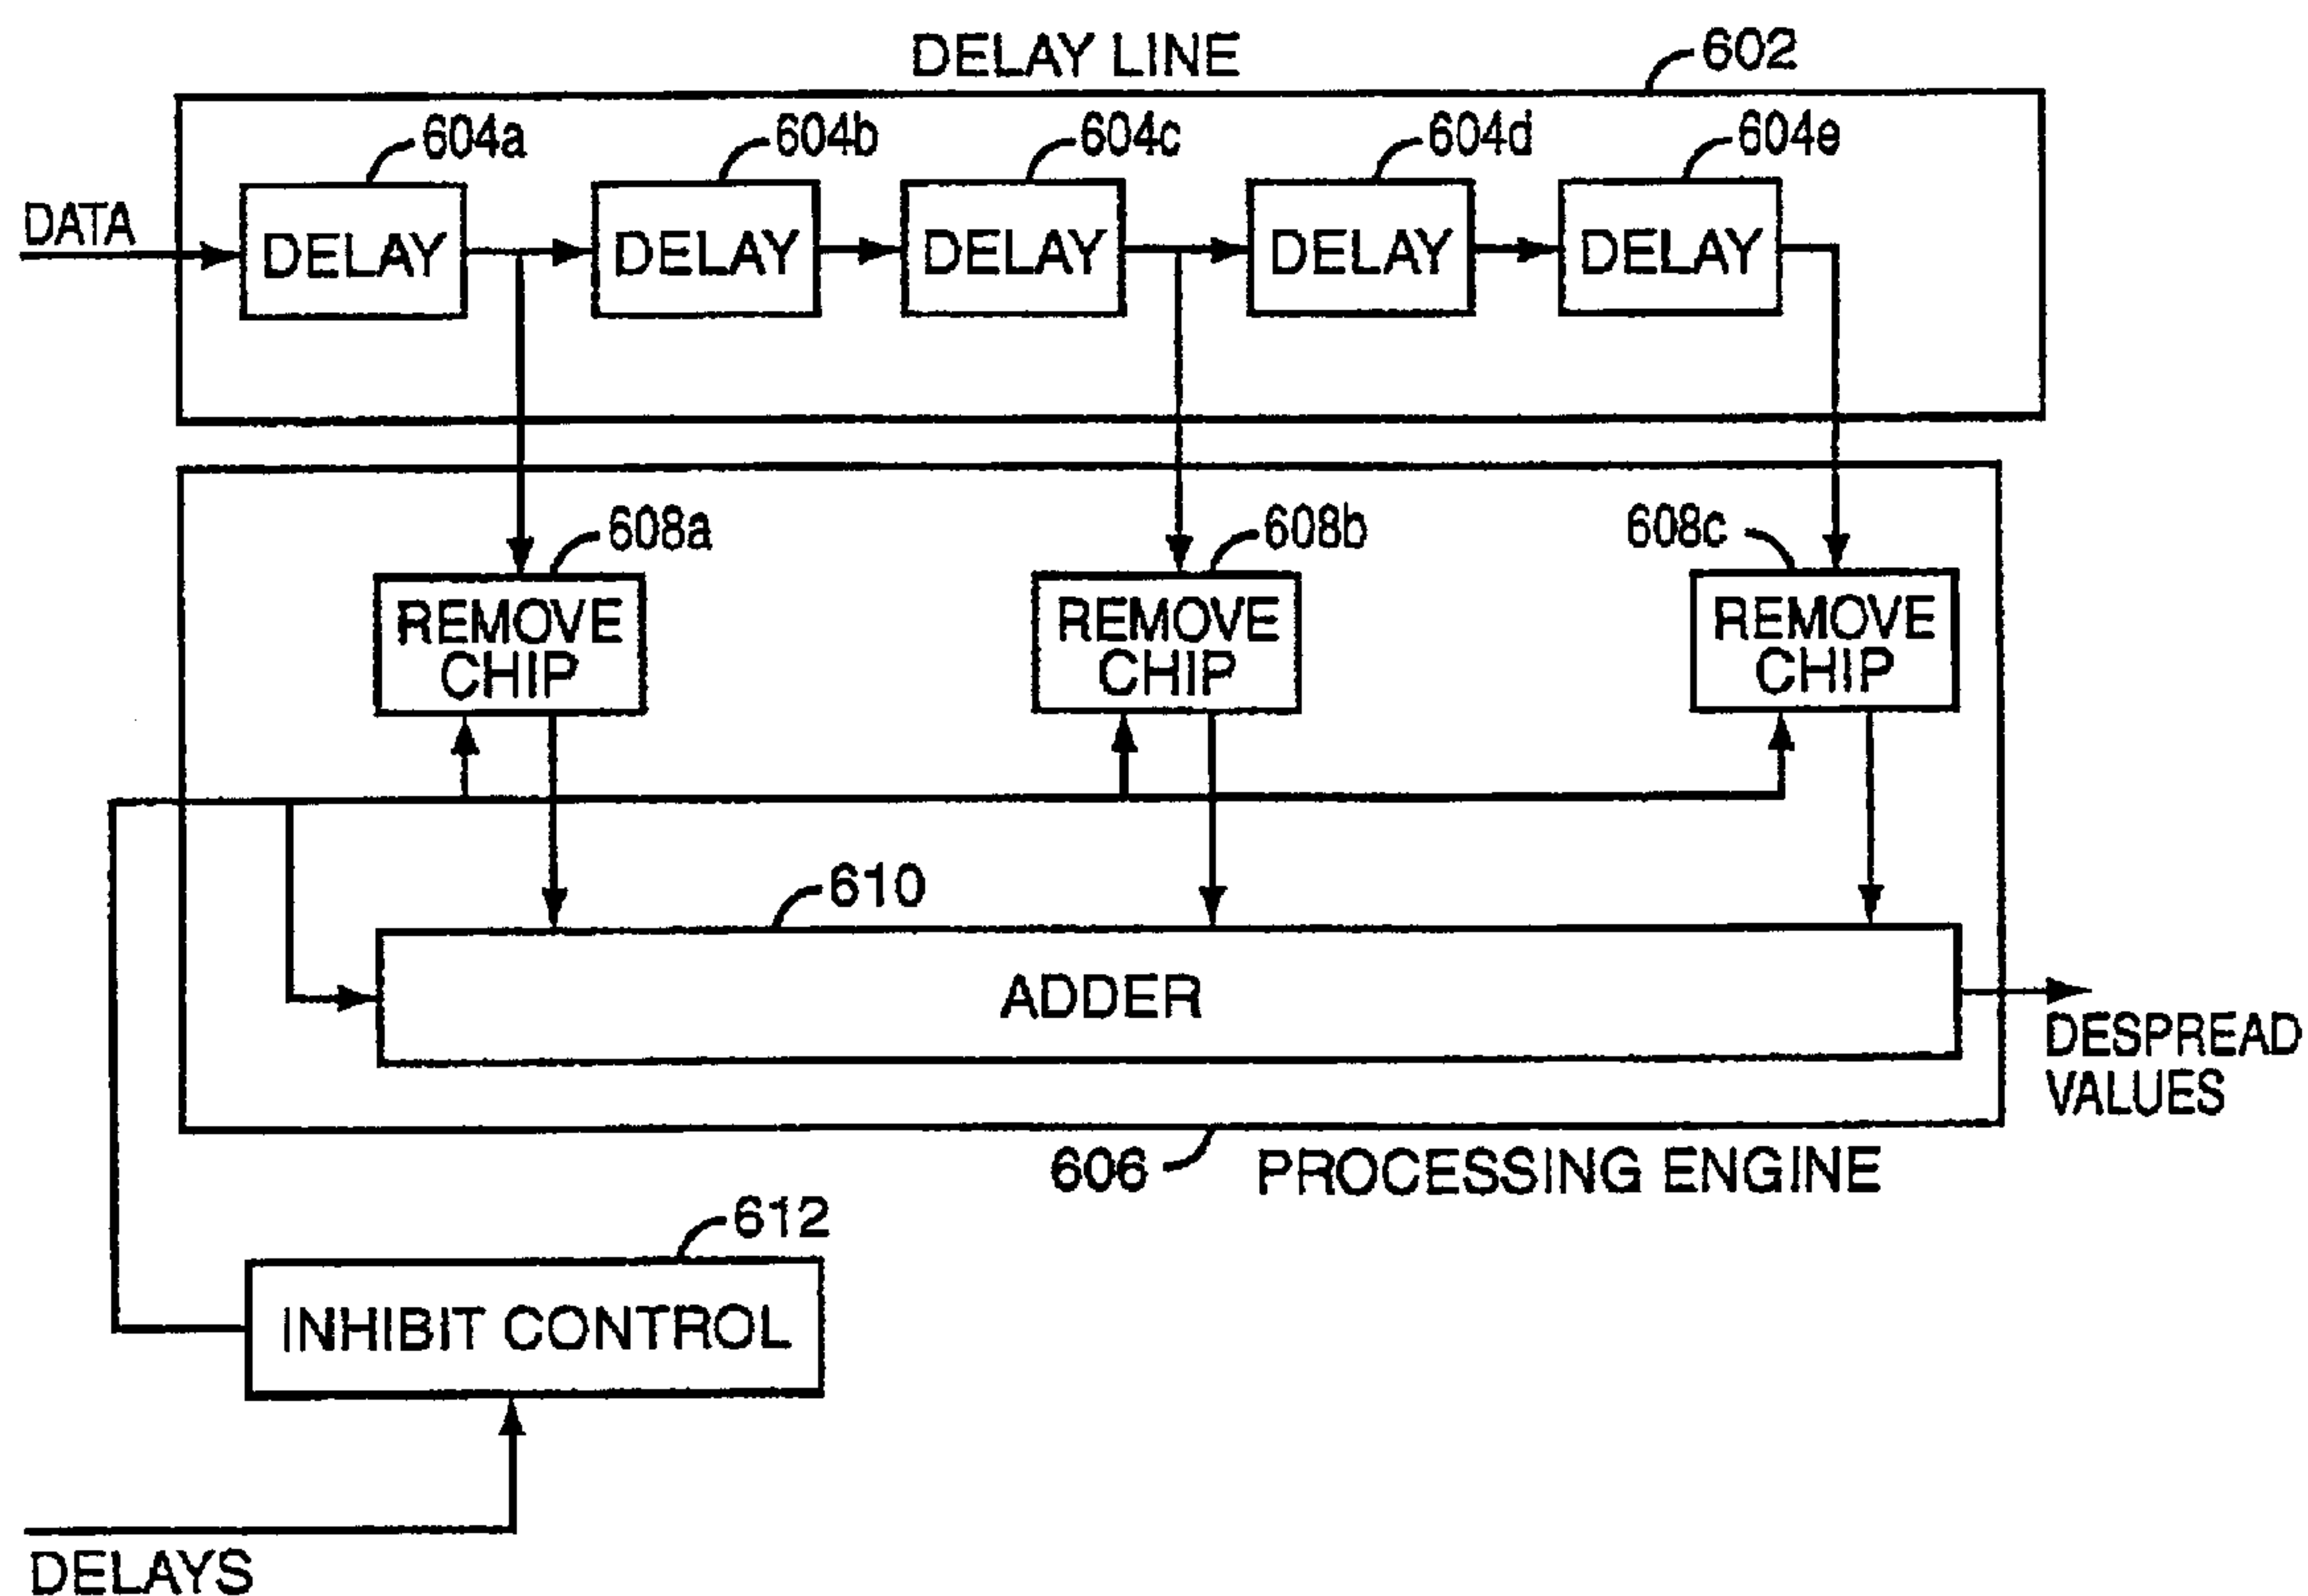 DELAY LINE
602
604a
604b
604c
604d
604e
DATA
DELAY
DELAY
DELAY
DELAY
DELAY
608a
608b
608c
REMOVE
CHIP
REMOVE
CHIP
REMOVE
CHIP
610
ADDER
DESPREAD
VALUES
606
PROCESSING ENGINE
612
INHIBIT CONTROL
DELAYS